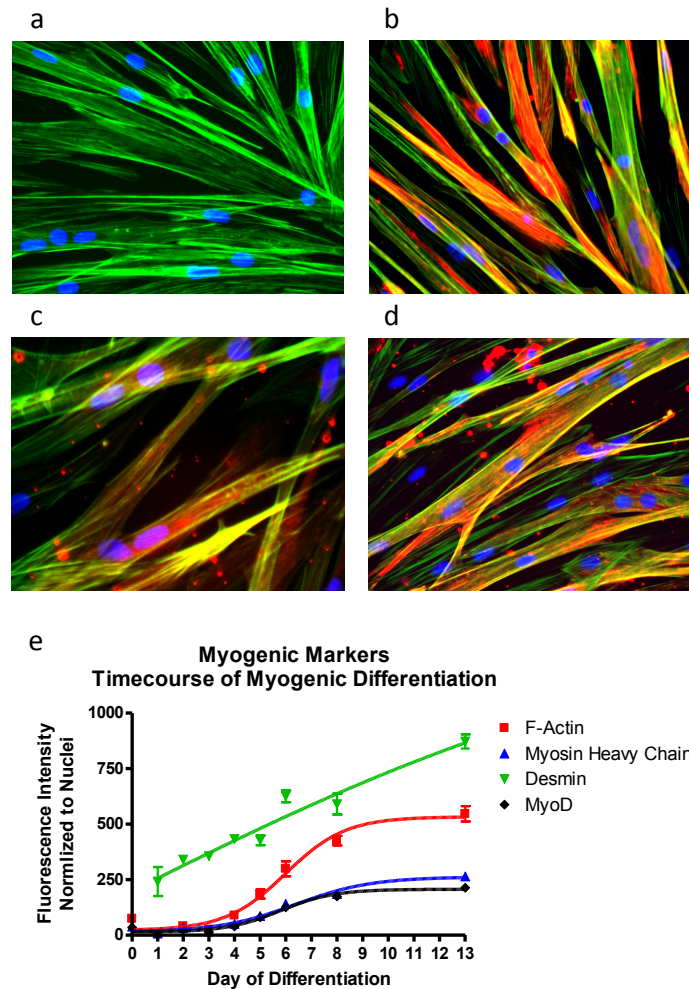 a
b
c
d
e
Myogenic Markers
Timecourse of Myogenic Differentiation
Fluorescence Intensity
Normlized to Nuclei
1000
750
500
250
0
0 1 2 3 4 5 6 7 8 9 10 11 12 13
Day of Differentiation
F-Actin
Myosin Heavy Chain
Desmin
MyoD